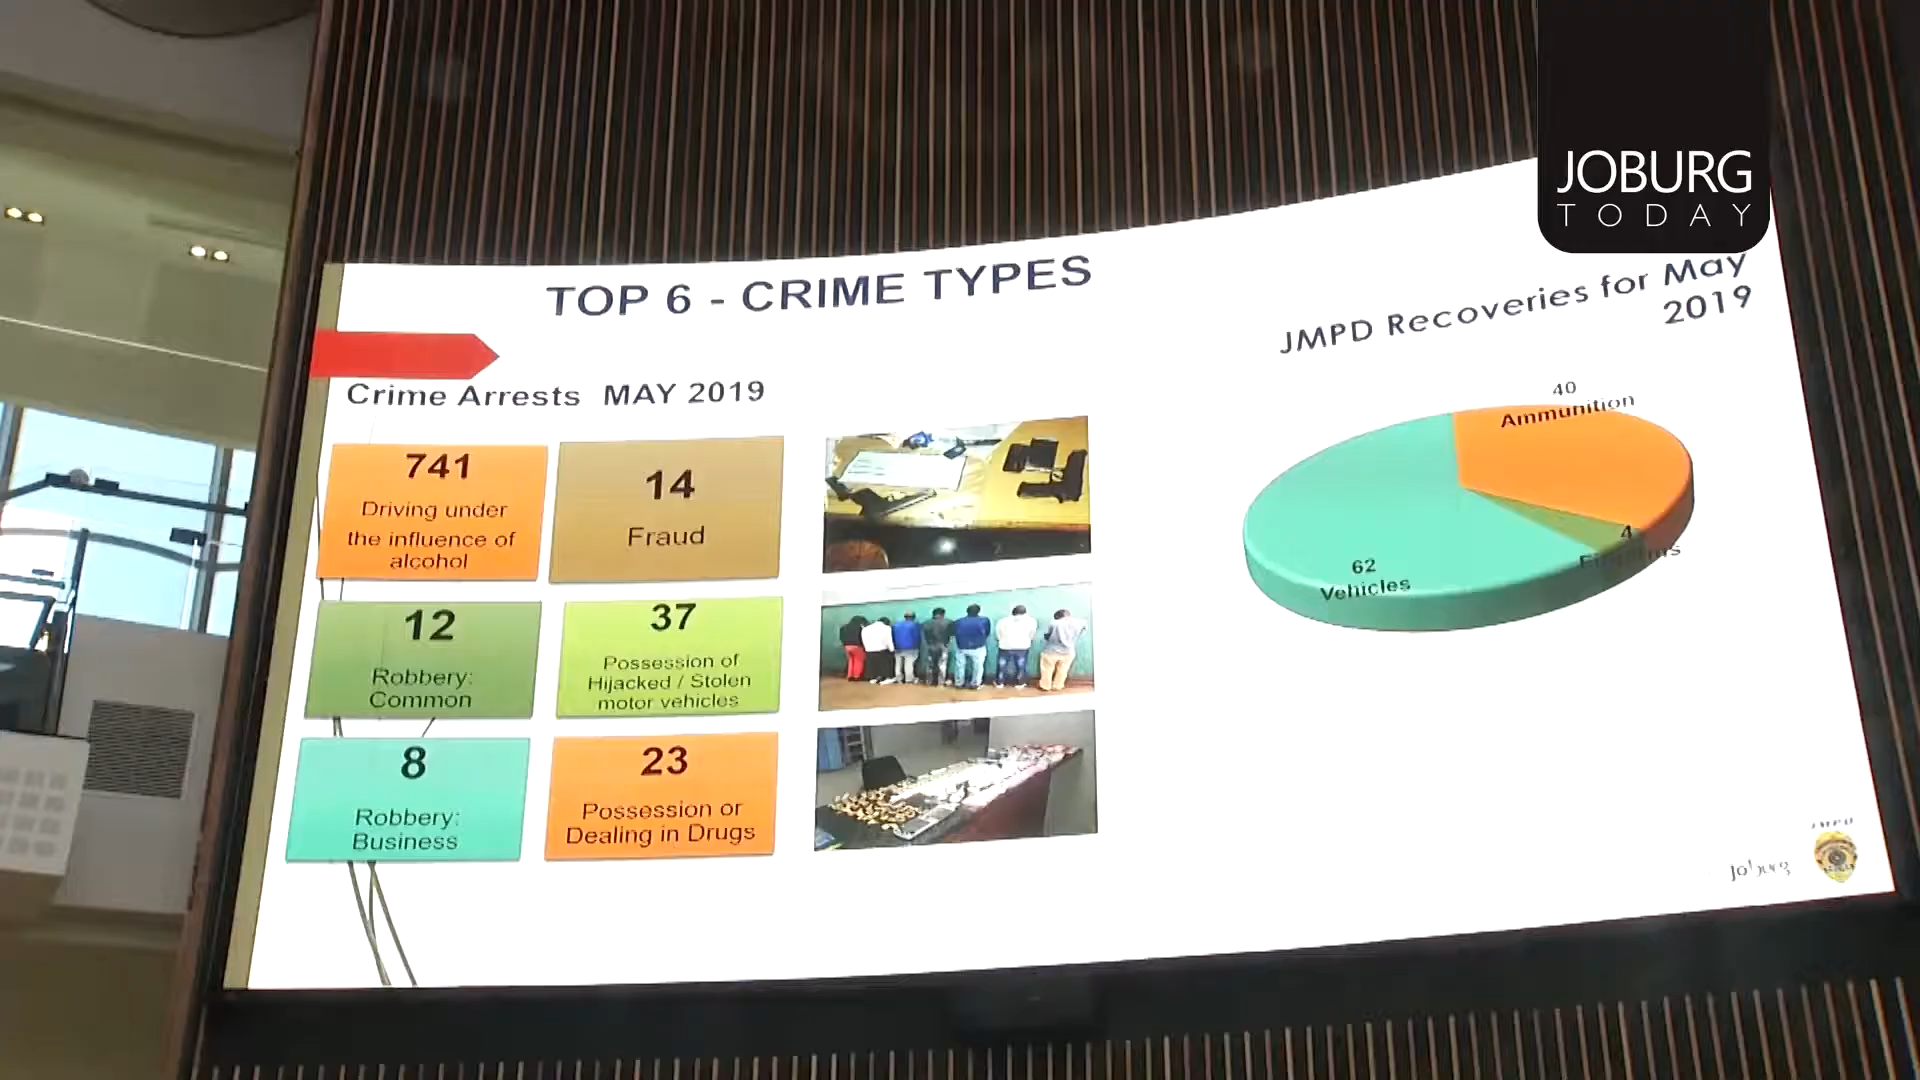 JOBURG
TODAY
TOP 6 - CRIME TYPES
Crime Arrests MAY 2019
741
Driving under
the influence of
alcohol
14
Fraud
12
Robbery:
Common
37
Possession of
Hijacked / Stolen
motor vehicles
8
Robbery:
Business
23
Possession or
Dealing in Drugs
JMPD Recoveries for May
2019
40
Ammunition
4
62
Vehicles
JMPD